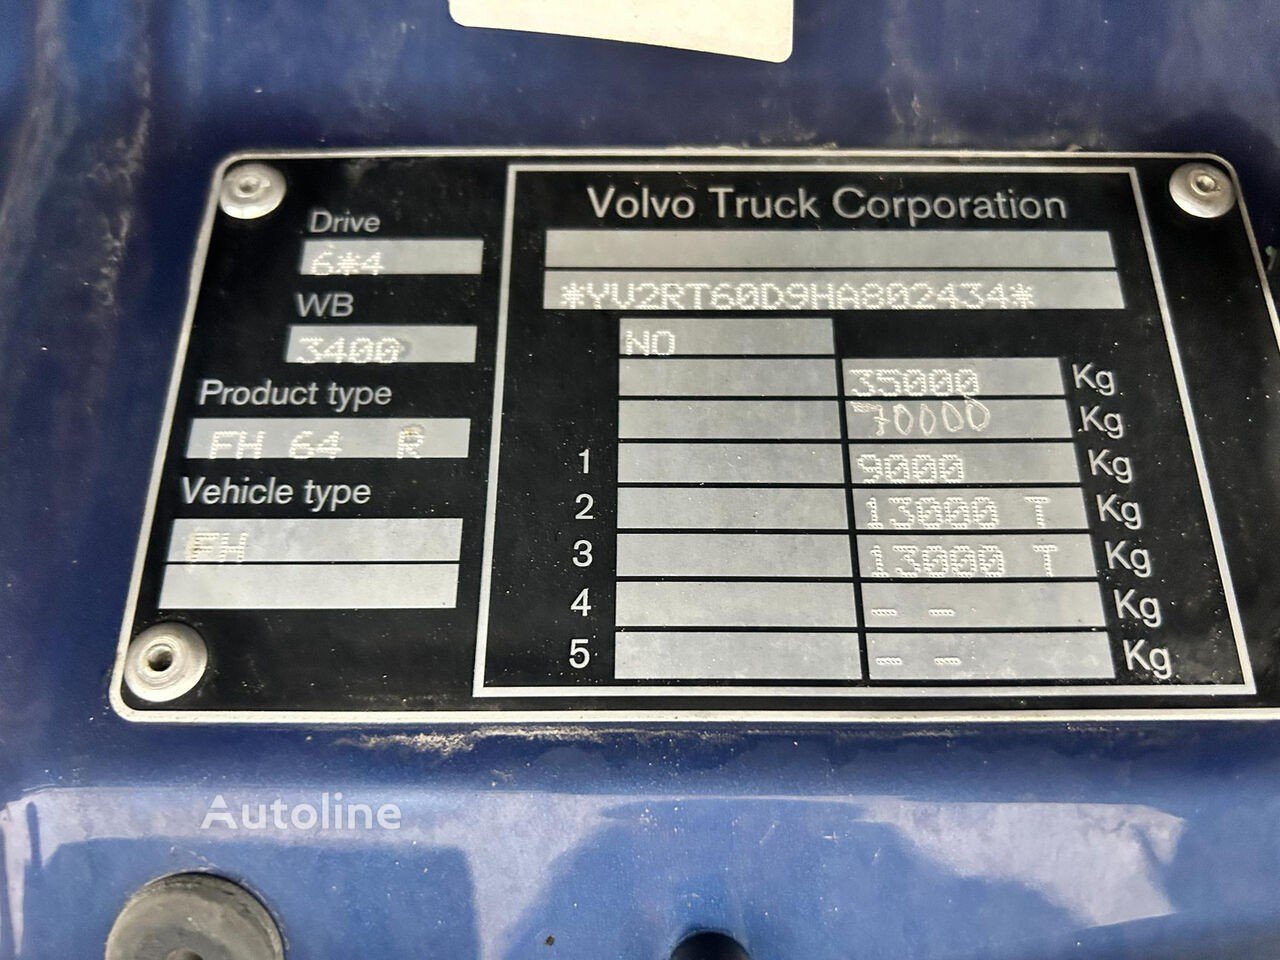 Volvo Truck Corporation
Drive
6*4
WB
3400
Product type
FH 64 R
Vehicle type
FH
*YV2RT60D9HA802434*
NO
35000 Kg
70000 Kg
1 9000 Kg
2 13000 T Kg
3 13000 T Kg
4 -- -- Kg
5 -- -- Kg
Autoline